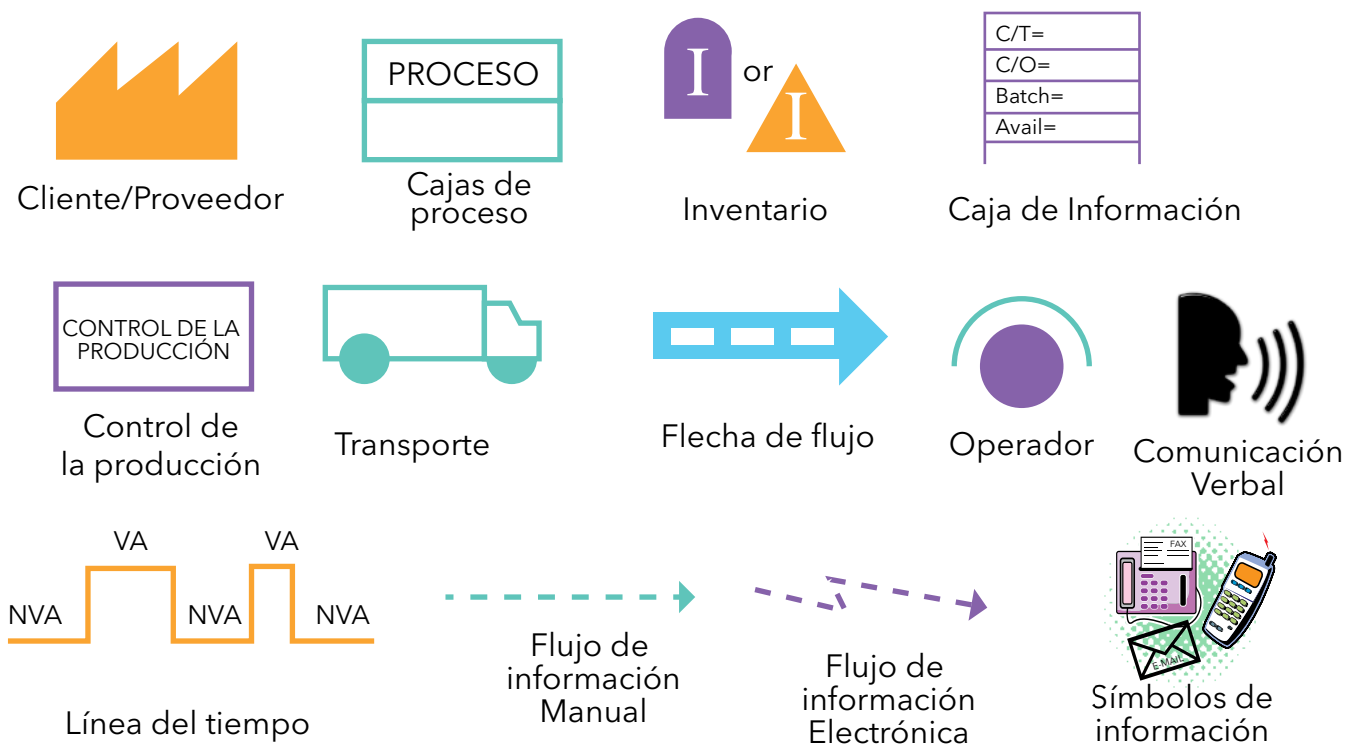 PROCESO
I
or
I
C/T=
C/O=
Batch=
Avail=
Cliente/Proveedor
Cajas de
proceso
Inventario
Caja de Información
CONTROL DE LA
PRODUCCIÓN
Control de
la producción
Transporte
Flecha de flujo
Operador
Comunicación
Verbal
VA
VA
NVA
NVA
NVA
Línea del tiempo
Flujo de
información
Manual
Flujo de
información
Electrónica
FAX
E-MAIL
Símbolos de
información